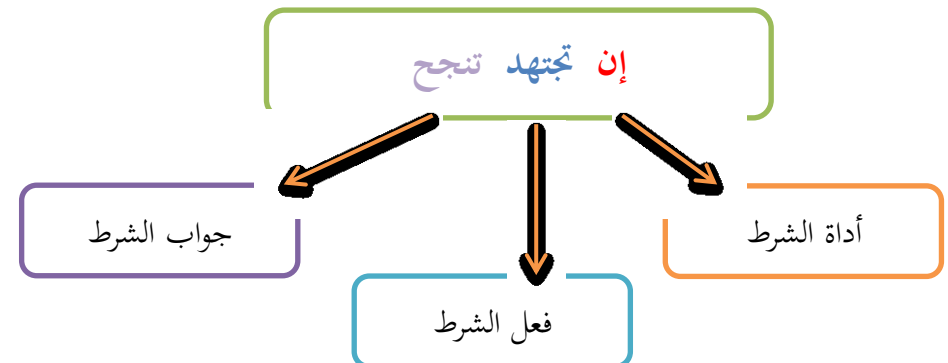 إن تجتهد تنجح
أداة الشرط
جواب الشرط
فعل الشرط